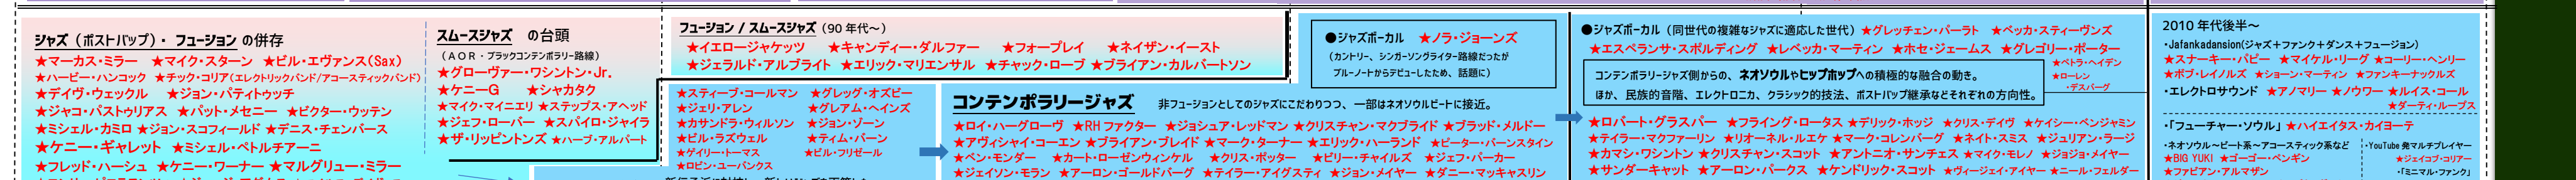 ジャズ（ポストバップ）・ フュージョン の併存
★マーカス・ミラー ★マイク・スターン ★ビル・エヴァンス(Sax)
★ハービー・ハンコック ★チック・コリア(エレクトリックバンド/アコースティックバンド)
★デイヴ・ウェックル ★ジョン・パティトゥッチ
★ジャコ・パストゥリアス ★パット・メセニー ★ビクター・ウッテン
★ミシェル・カミロ ★ジョン・スコフィールド ★デニス・チェンバース
★ケニー・ギャレット ★ミシェル・ペトルチアーニ
★フレッド・ハーシュ ★ケニー・ワーナー ★マルグリュー・ミラー
スムースジャズ の台頭
（ＡＯＲ・ブラックコンテンポラリー路線）
★グローヴァー・ワシントン・Jr.
★ケニーＧ ★シャカタク
★マイク・マイニエリ ★ステップス・アヘッド
★ジェフ・ローバー ★スパイロ・ジャイラ
★ザ・リッピントンズ ★ハーブ・アルパート
フュージョン / スムースジャズ (90 年代～)
★イエロージャケッツ ★キャンディー・ダルファー ★フォープレイ ★ネイザン・イースト
★ジェラルド・アルブライト ★エリック・マリエンサル ★チャック・ローブ ★ブライアン・カルバートソン
★スティーブ・コールマン ★グレッグ・オズビー
★ジェリ・アレン ★グレアム・ヘインズ
★カサンドラ・ウィルソン ★ジョン・ゾーン
★ビル・ラズウェル ★ティム・バーン
★ゲイリー・トーマス ★ビル・フリゼール
★ロビン・ユーバンクス
●ジャズボーカル ★ノラ・ジョーンズ
（カントリー、シンガーソングライター路線だったが
ブルーノートからデビューしたため、話題に）
コンテンポラリージャズ 非フュージョンとしてのジャズにこだわりつつ、一部はネオソウルビートに接近。
★ロイ・ハーグローヴ ★RH ファクター ★ジョシュア・レッドマン ★クリスチャン・マクブライド ★ブラッド・メルドー
★アヴィシャイ・コーエン ★ブライアン・ブレイド ★マーク・ターナー ★エリック・ハーランド ★ピーター・バーンスタイン
★ベン・モンダー ★カート・ローゼンウィンケル ★クリス・ポッター ★ビリー・チャイルズ ★ジェフ・パーカー
★ジェイソン・モラン ★アーロン・ゴールドバーグ ★テイラー・アイグスティ ★ジョン・メイヤー ★ダニー・マッキャスリン
●ジャズボーカル（同世代の複雑なジャズに適応した世代）★グレッチェン・パーラト ★ベッカ・スティーヴンズ
★エスペランサ・スポルディング ★レベッカ・マーティン ★ホセ・ジェームス ★グレゴリー・ポーター
★ペトラ・ヘイデン
★ローレン
・デスバーグ
コンテンポラリージャズ側からの、ネオソウルやヒップホップへの積極的な融合の動き。
ほか、民族的音階、エレクトロニカ、クラシック的技法、ポストバップ継承などそれぞれの方向性。
★ロバート・グラスパー ★フライング・ロータス ★デリック・ホッジ ★クリス・デイヴ ★ケイシー・ベンジャミン
★テイラー・マクファーリン ★リオーネル・ルエケ ★マーク・コレンバーグ ★ネイト・スミス ★ジュリアン・ラージ
★カマシ・ワシントン ★クリスチャン・スコット ★アントニオ・サンチェス ★マイク・モレノ ★ジョジョ・メイヤー
★サンダーキャット ★アーロン・パークス ★ケンドリック・スコット ★ヴィージェイ・アイヤー ★ニール・フェルダー
2010 年代後半～
・Jafankadansion(ジャズ＋ファンク＋ダンス＋フュージョン)
★スナーキー・パピー ★マイケル・リーグ ★コーリー・ヘンリー
★ボブ・レイノルズ ★ショーン・マーティン ★ファンキーナックルズ
・エレクトロサウンド ★アノマリー ★ノウワー ★ルイス・コール
★ダーティ・ループス
・「フューチャー・ソウル」 ★ハイエイタス・カイヨーテ
・ネオソウル～ビート系～アコースティック系など
★BIG YUKI ★ゴーゴー・ペンギン
★ファビアン・アルマザン
・YouTube 発マルチプレイヤー
★ジェイコブ・コリアー
・「ミニマル・ファンク」